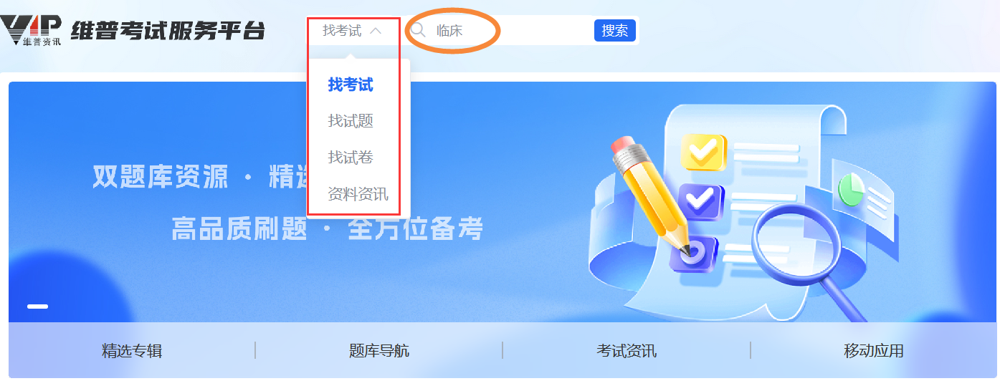 VIP 维普资讯 维普考试服务平台
找考试 临床 搜索
找考试
找试题
找试卷
资料资讯
双题库资源 · 精选
高品质刷题 · 全方位备考
精选专辑 题库导航 考试资讯 移动应用